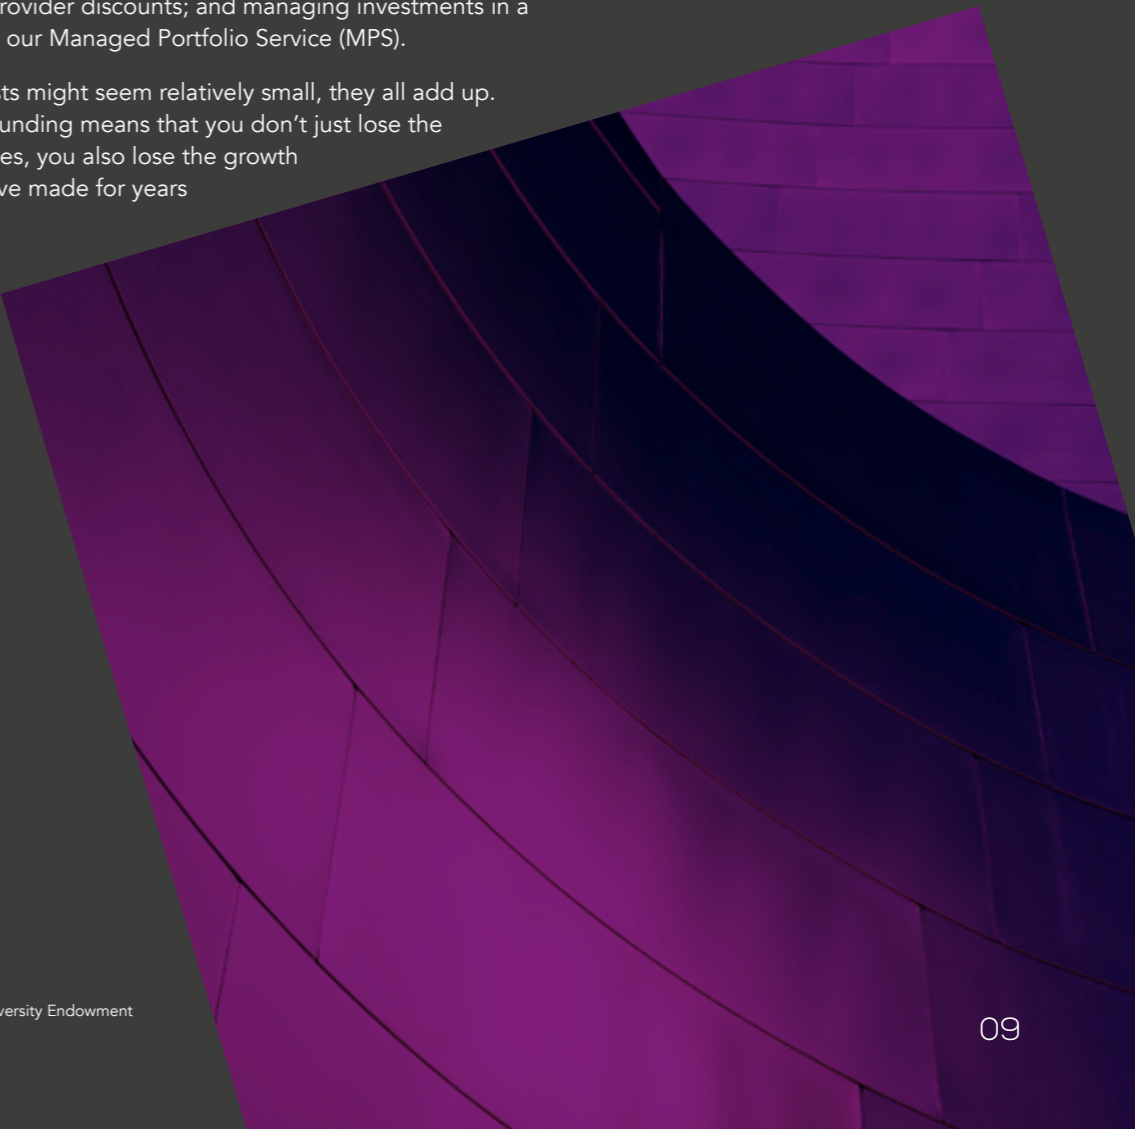 rovider discounts; and managing investments in a
our Managed Portfolio Service (MPS).
ts might seem relatively small, they all add up.
unding means that you don’t just lose the
es, you also lose the growth
ve made for years
versity Endowment
09